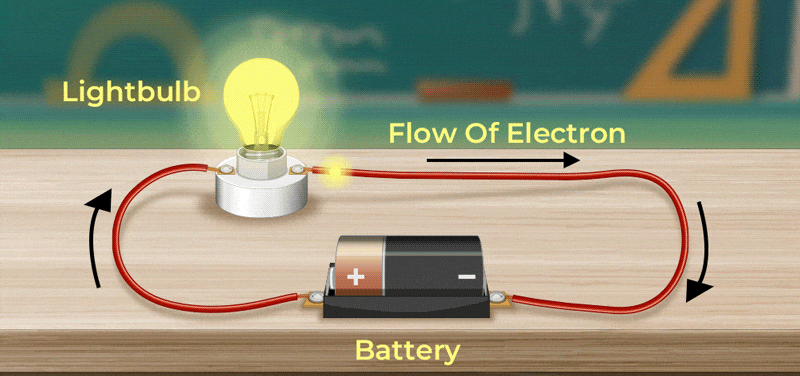 Lightbulb
Flow Of Electron
+ −
Battery